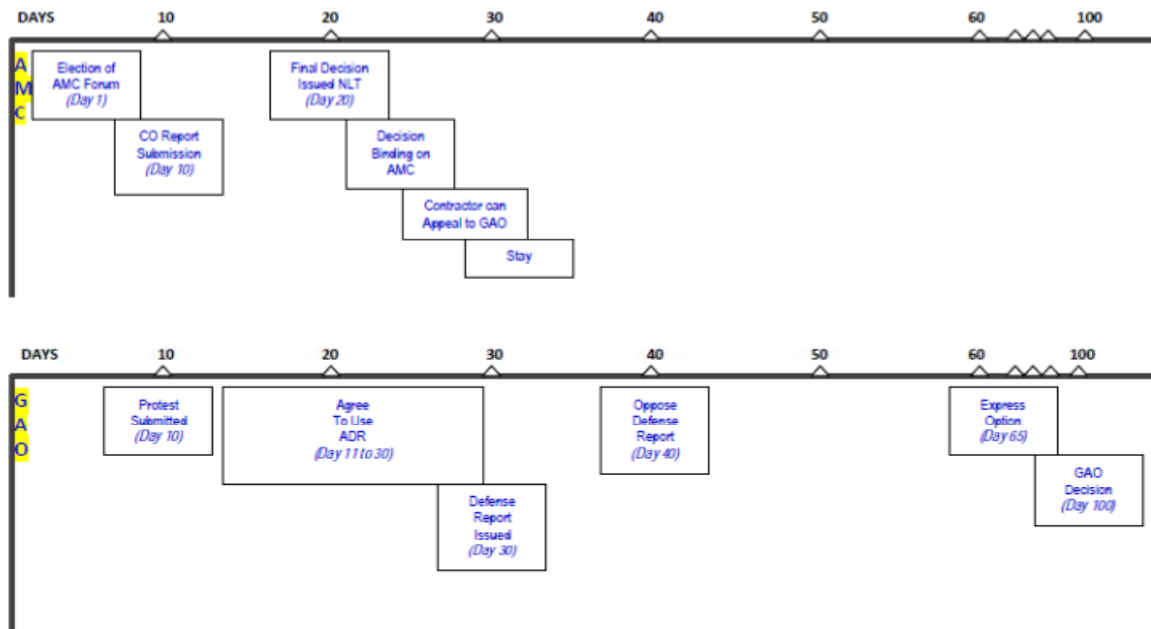 DAYS 10 20 30 40 50 60 100
A
M
C
Election of
AMC Forum
(Day 1)
CO Report
Submission
(Day 10)
Final Decision
Issued NLT
(Day 20)
Decision
Binding on
AMC
Contractor can
Appeal to GAO
Stay
DAYS 10 20 30 40 50 60 100
G
A
O
Protest
Submitted
(Day 10)
Agree
To Use
ADR
(Day 11 to 30)
Defense
Report
Issued
(Day 30)
Oppose
Defense
Report
(Day 40)
Express
Option
(Day 65)
GAO
Decision
(Day 100)